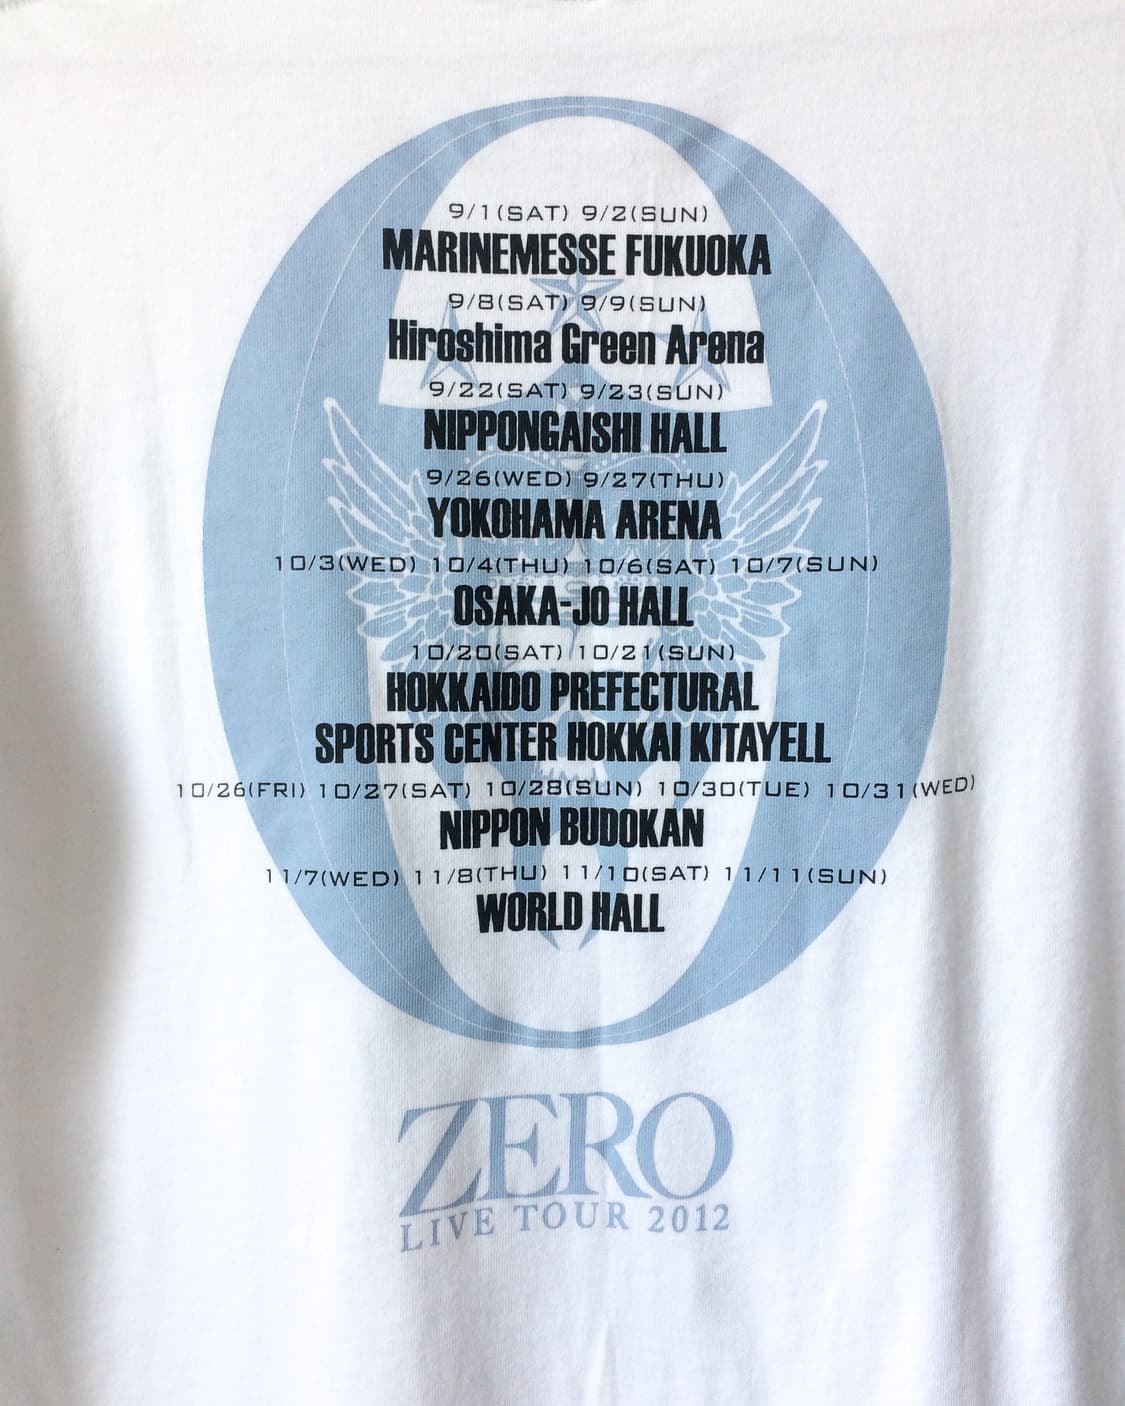 9/1(SAT) 9/2(SUN)
MARINEMESSE FUKUOKA
9/8(SAT) 9/9(SUN)
Hiroshima Green Arena
9/22(SAT) 9/23(SUN)
NIPPONGAISHI HALL
9/26(WED) 9/27(THU)
YOKOHAMA ARENA
10/3(WED) 10/4(THU) 10/6(SAT) 10/7(SUN)
OSAKA-JO HALL
10/20(SAT) 10/21(SUN)
HOKKAIDO PREFECTURAL
SPORTS CENTER HOKKAI KITAYELL
10/26(FRI) 10/27(SAT) 10/28(SUN) 10/30(TUE) 10/31(WED)
NIPPON BUDOKAN
11/7(WED) 11/8(THU) 11/10(SAT) 11/11(SUN)
WORLD HALL
ZERO
LIVE TOUR 2012